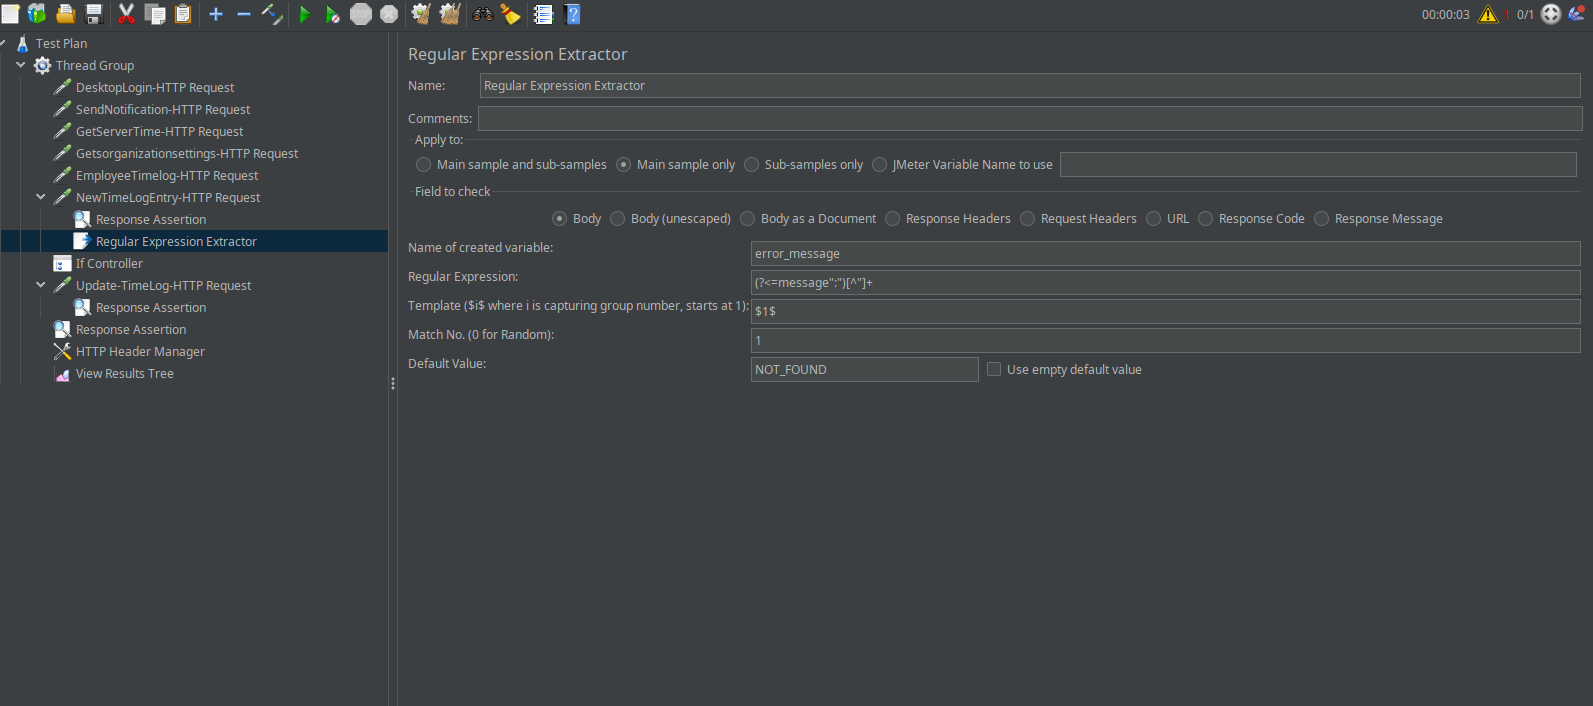 00:00:03 1 0/1
Test Plan
Thread Group
DesktopLogin-HTTP Request
SendNotification-HTTP Request
GetServerTime-HTTP Request
Getsorganizationsettings-HTTP Request
EmployeeTimelog-HTTP Request
NewTimeLogEntry-HTTP Request
Response Assertion
Regular Expression Extractor
If Controller
Update-TimeLog-HTTP Request
Response Assertion
Response Assertion
HTTP Header Manager
View Results Tree
Regular Expression Extractor
Name: Regular Expression Extractor
Comments:
Apply to:
Main sample and sub-samples Main sample only Sub-samples only JMeter Variable Name to use
Field to check
Body Body (unescaped) Body as a Document Response Headers Request Headers URL Response Code Response Message
Name of created variable: error_message
Regular Expression: (?<=message":")[^"]+
Template ($i$ where i is capturing group number, starts at 1): $1$
Match No. (0 for Random): 1
Default Value: NOT_FOUND Use empty default value